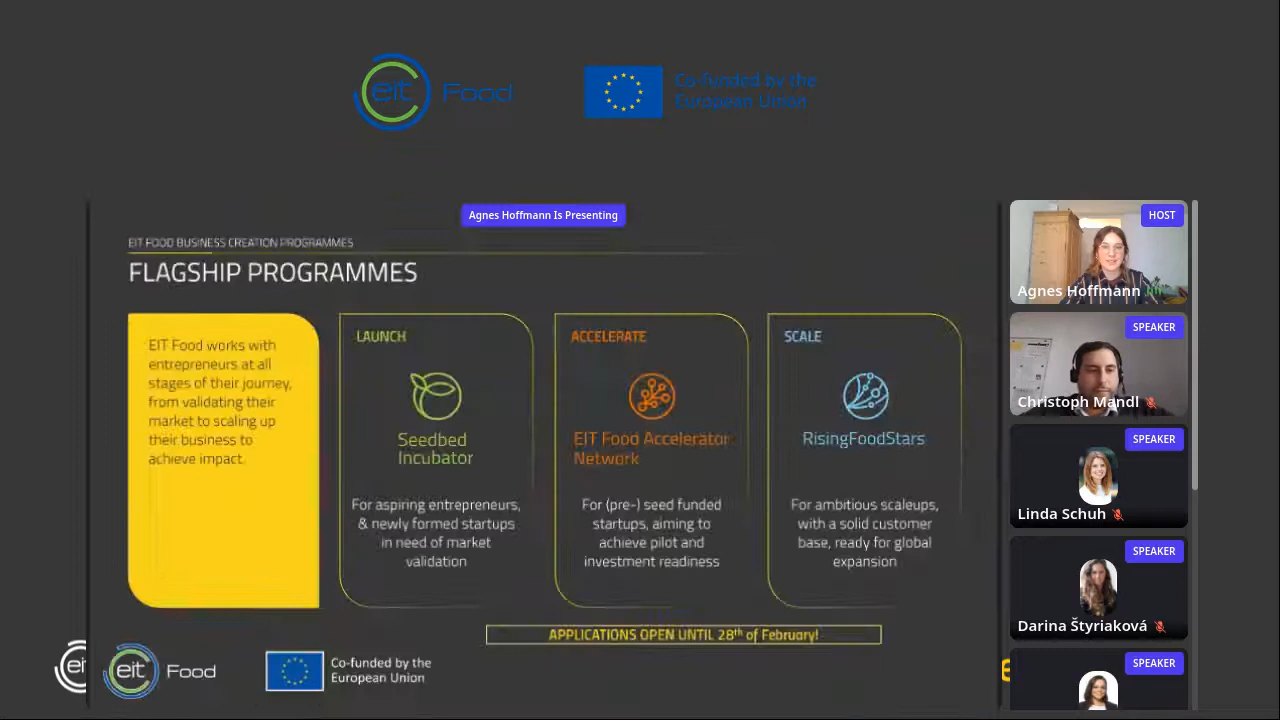 eit Food
Co-funded by the
European Union
Agnes Hoffmann Is Presenting
EIT FOOD BUSINESS CREATION PROGRAMMES
FLAGSHIP PROGRAMMES
EIT Food works with
entrepreneurs at all
stages of their journey,
from validating their
market to scaling up
their business to
achieve impact.
LAUNCH
Seedbed
Incubator
For aspiring entrepreneurs,
& newly formed startups
in need of market
validation
ACCELERATE
EIT Food Accelerator
Network
For (pre-) seed funded
startups, aiming to
achieve pilot and
investment readiness
SCALE
RisingFoodStars
For ambitious scaleups,
with a solid customer
base, ready for global
expansion
APPLICATIONS OPEN UNTIL 28th of February!
eit Food
Co-funded by the
European Union
HOST
Agnes Hoffmann
SPEAKER
Christoph Mandl
SPEAKER
Linda Schuh
SPEAKER
Darina Štyriaková
SPEAKER